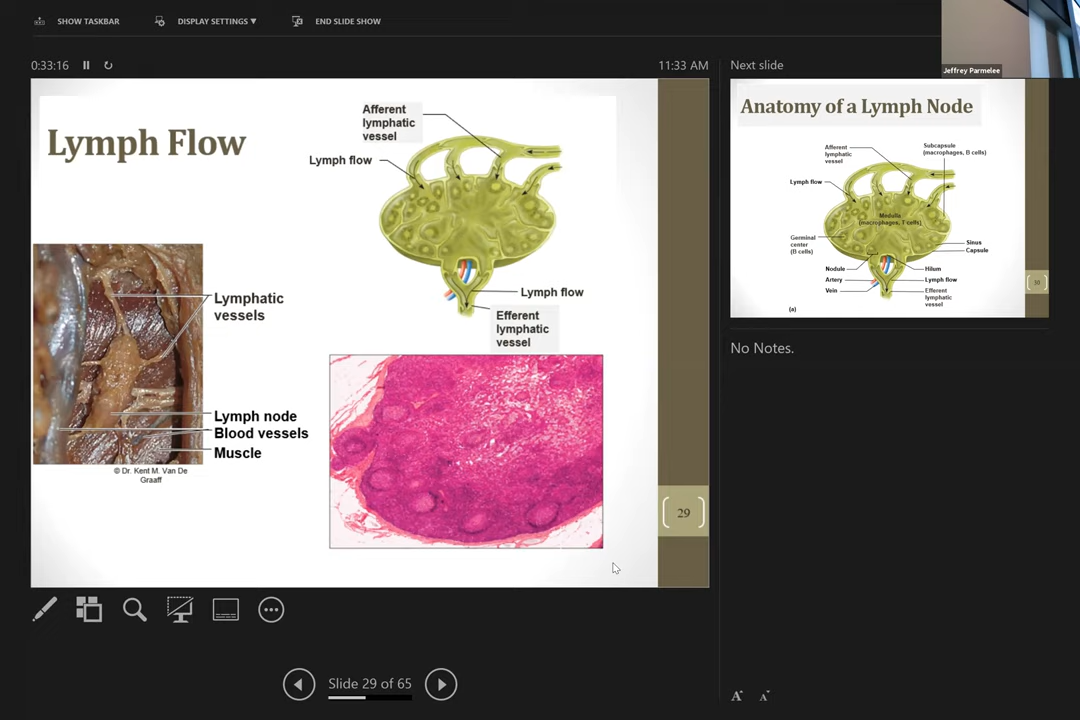 SHOW TASKBAR
DISPLAY SETTINGS ▼
END SLIDE SHOW
Jeffrey Parmelee
0:33:16
11:33 AM
Next slide
Lymph Flow
Afferent
lymphatic
vessel
Lymph flow
Lymphatic
vessels
Lymph flow
Efferent
lymphatic
vessel
Lymph node
Blood vessels
Muscle
© Dr. Kent M. Van De
Graaff
29
Anatomy of a Lymph Node
Afferent
lymphatic
vessel
Subcapsule
(macrophages, B cells)
Lymph flow
Medulla
(macrophages, T cells)
Germinal
center
(B cells)
Sinus
Capsule
Nodule
Hilum
Artery
Lymph flow
Vein
Efferent
lymphatic
vessel
(a)
30
No Notes.
Slide 29 of 65
A
A